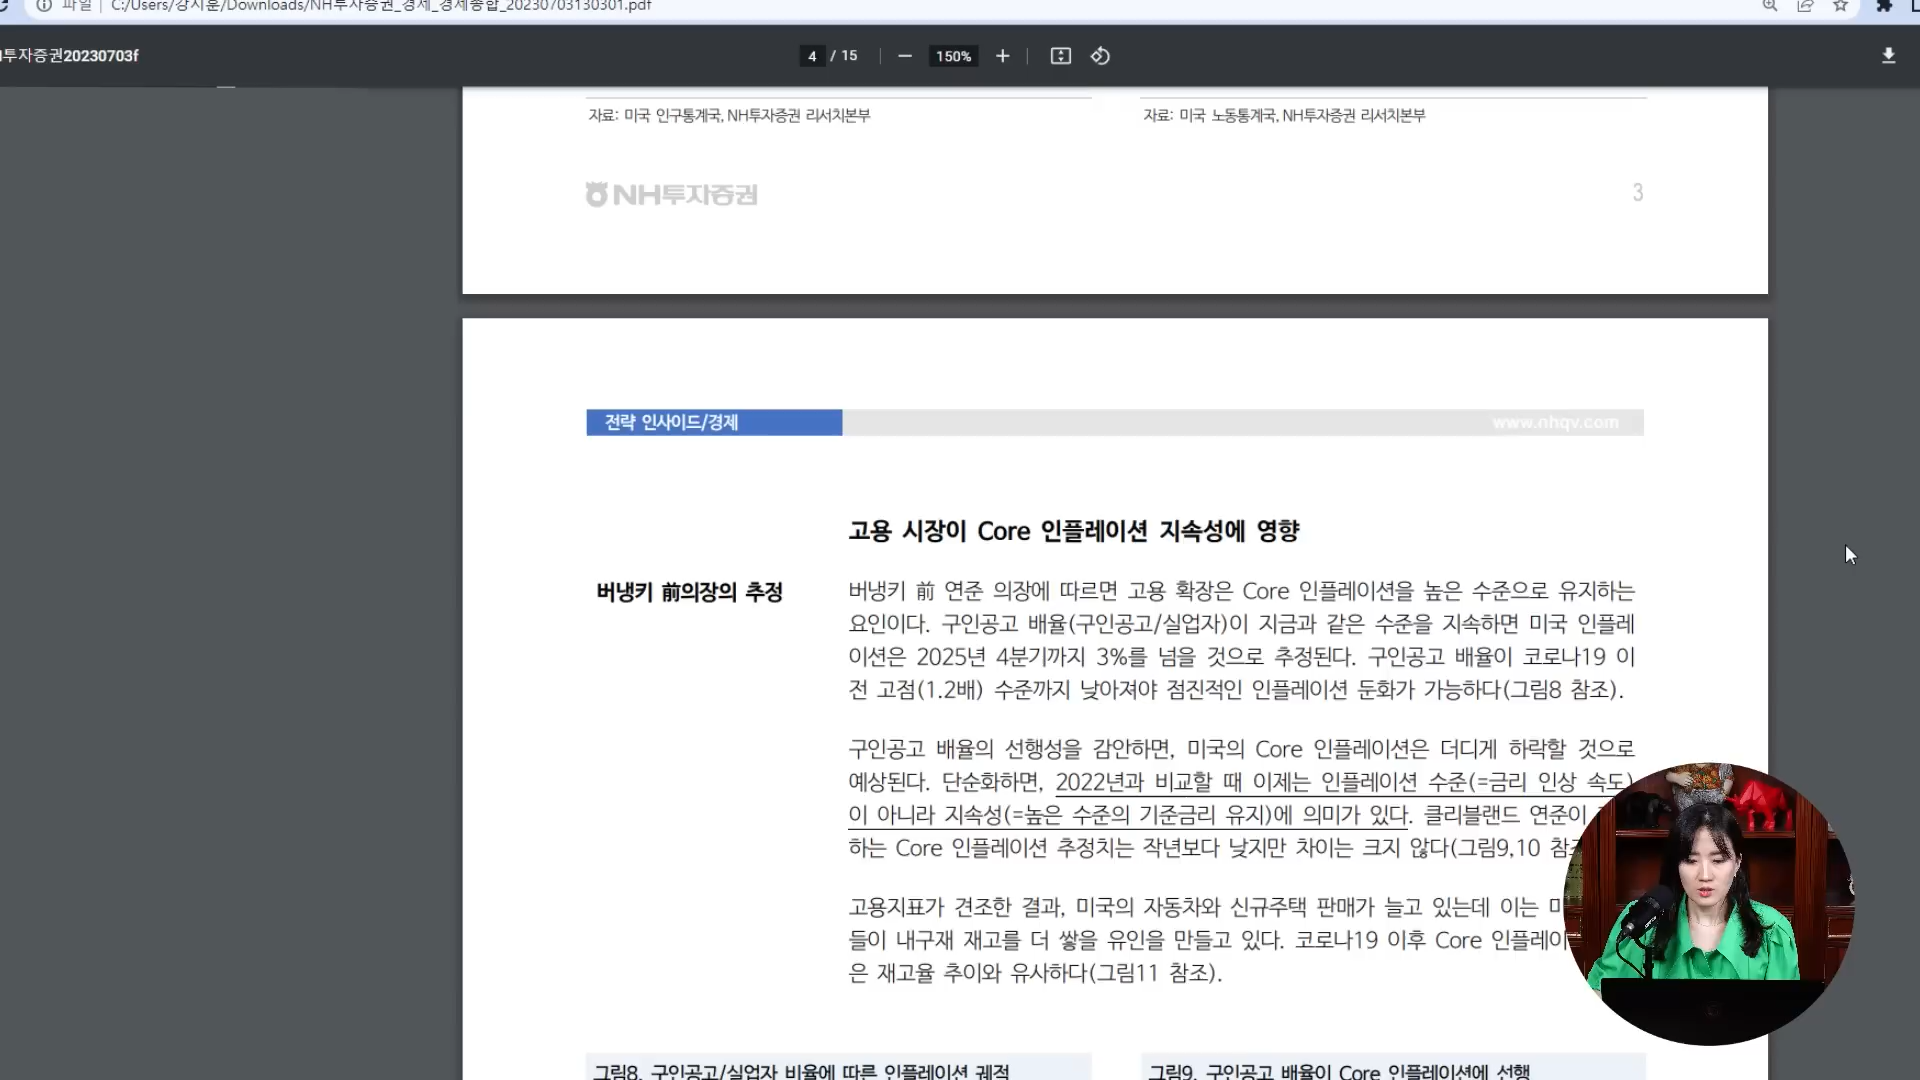 파일 | C:/Users/강지훈/Downloads/NH투자증권_경제_경제종합_20230703130301.pdf
투자증권20230703f
4 / 15
150%
자료: 미국 인구통계국, NH투자증권 리서치본부
자료: 미국 노동통계국, NH투자증권 리서치본부
NH투자증권
3
전략 인사이드/경제
www.nhqv.com
고용 시장이 Core 인플레이션 지속성에 영향
버냉키 前의장의 추정
버냉키 前 연준 의장에 따르면 고용 확장은 Core 인플레이션을 높은 수준으로 유지하는
요인이다. 구인공고 배율(구인공고/실업자)이 지금과 같은 수준을 지속하면 미국 인플레
이션은 2025년 4분기까지 3%를 넘을 것으로 추정된다. 구인공고 배율이 코로나19 이
전 고점(1.2배) 수준까지 낮아져야 점진적인 인플레이션 둔화가 가능하다(그림8 참조).
구인공고 배율의 선행성을 감안하면, 미국의 Core 인플레이션은 더디게 하락할 것으로
예상된다. 단순화하면, 2022년과 비교할 때 이제는 인플레이션 수준(=금리 인상 속도)
이 아니라 지속성(=높은 수준의 기준금리 유지)에 의미가 있다. 클리블랜드 연준이
하는 Core 인플레이션 추정치는 작년보다 낮지만 차이는 크지 않다(그림9,10 참조
고용지표가 견조한 결과, 미국의 자동차와 신규주택 판매가 늘고 있는데 이는
들이 내구재 재고를 더 쌓을 유인을 만들고 있다. 코로나19 이후 Core 인플레이
은 재고율 추이와 유사하다(그림11 참조).
그림8. 구인공고/실업자 비율에 따른 인플레이션 궤적
그림9. 구인공고 배율이 Core 인플레이션에 선행